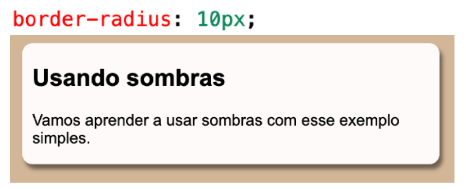 border-radius: 10px;
Usando sombras
Vamos aprender a usar sombras com esse exemplo
simples.